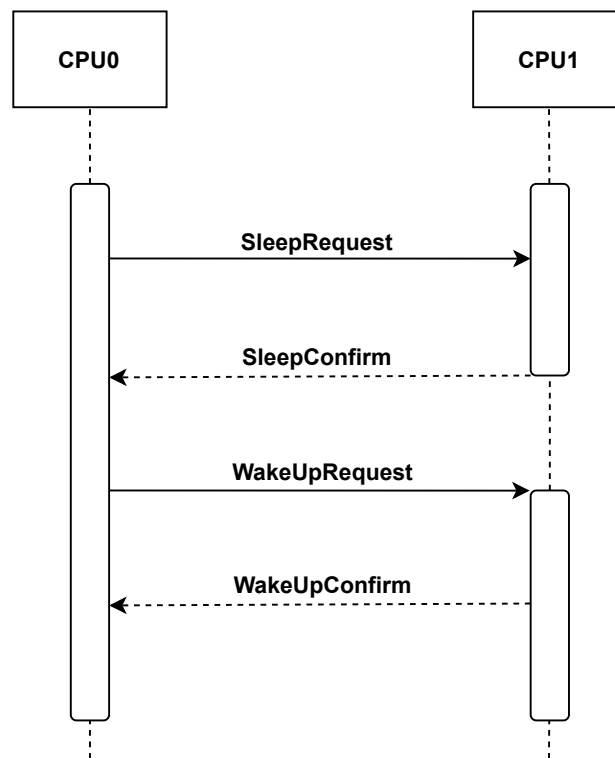 CPU0
CPU1
SleepRequest
SleepConfirm
WakeUpRequest
WakeUpConfirm